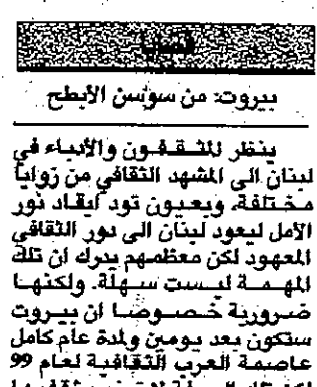 قضايا
بيروت: من سوسن الأبطح
ينظر المثقفون والأدباء في
لبنان الى المشهد الثقافي من زوايا
مختلفة، وبعيون تود ايقاد نور
الأمل ليعود لبنان الى دوره الثقافي
المعهود لكن معظمهم يدرك ان تلك
المهمة ليست سهلة. ولكنها
ضرورية خصوصا ان بيروت
ستكون بعد يومين ولمدة عام كامل
عاصمة العرب الثقافية لعام 99